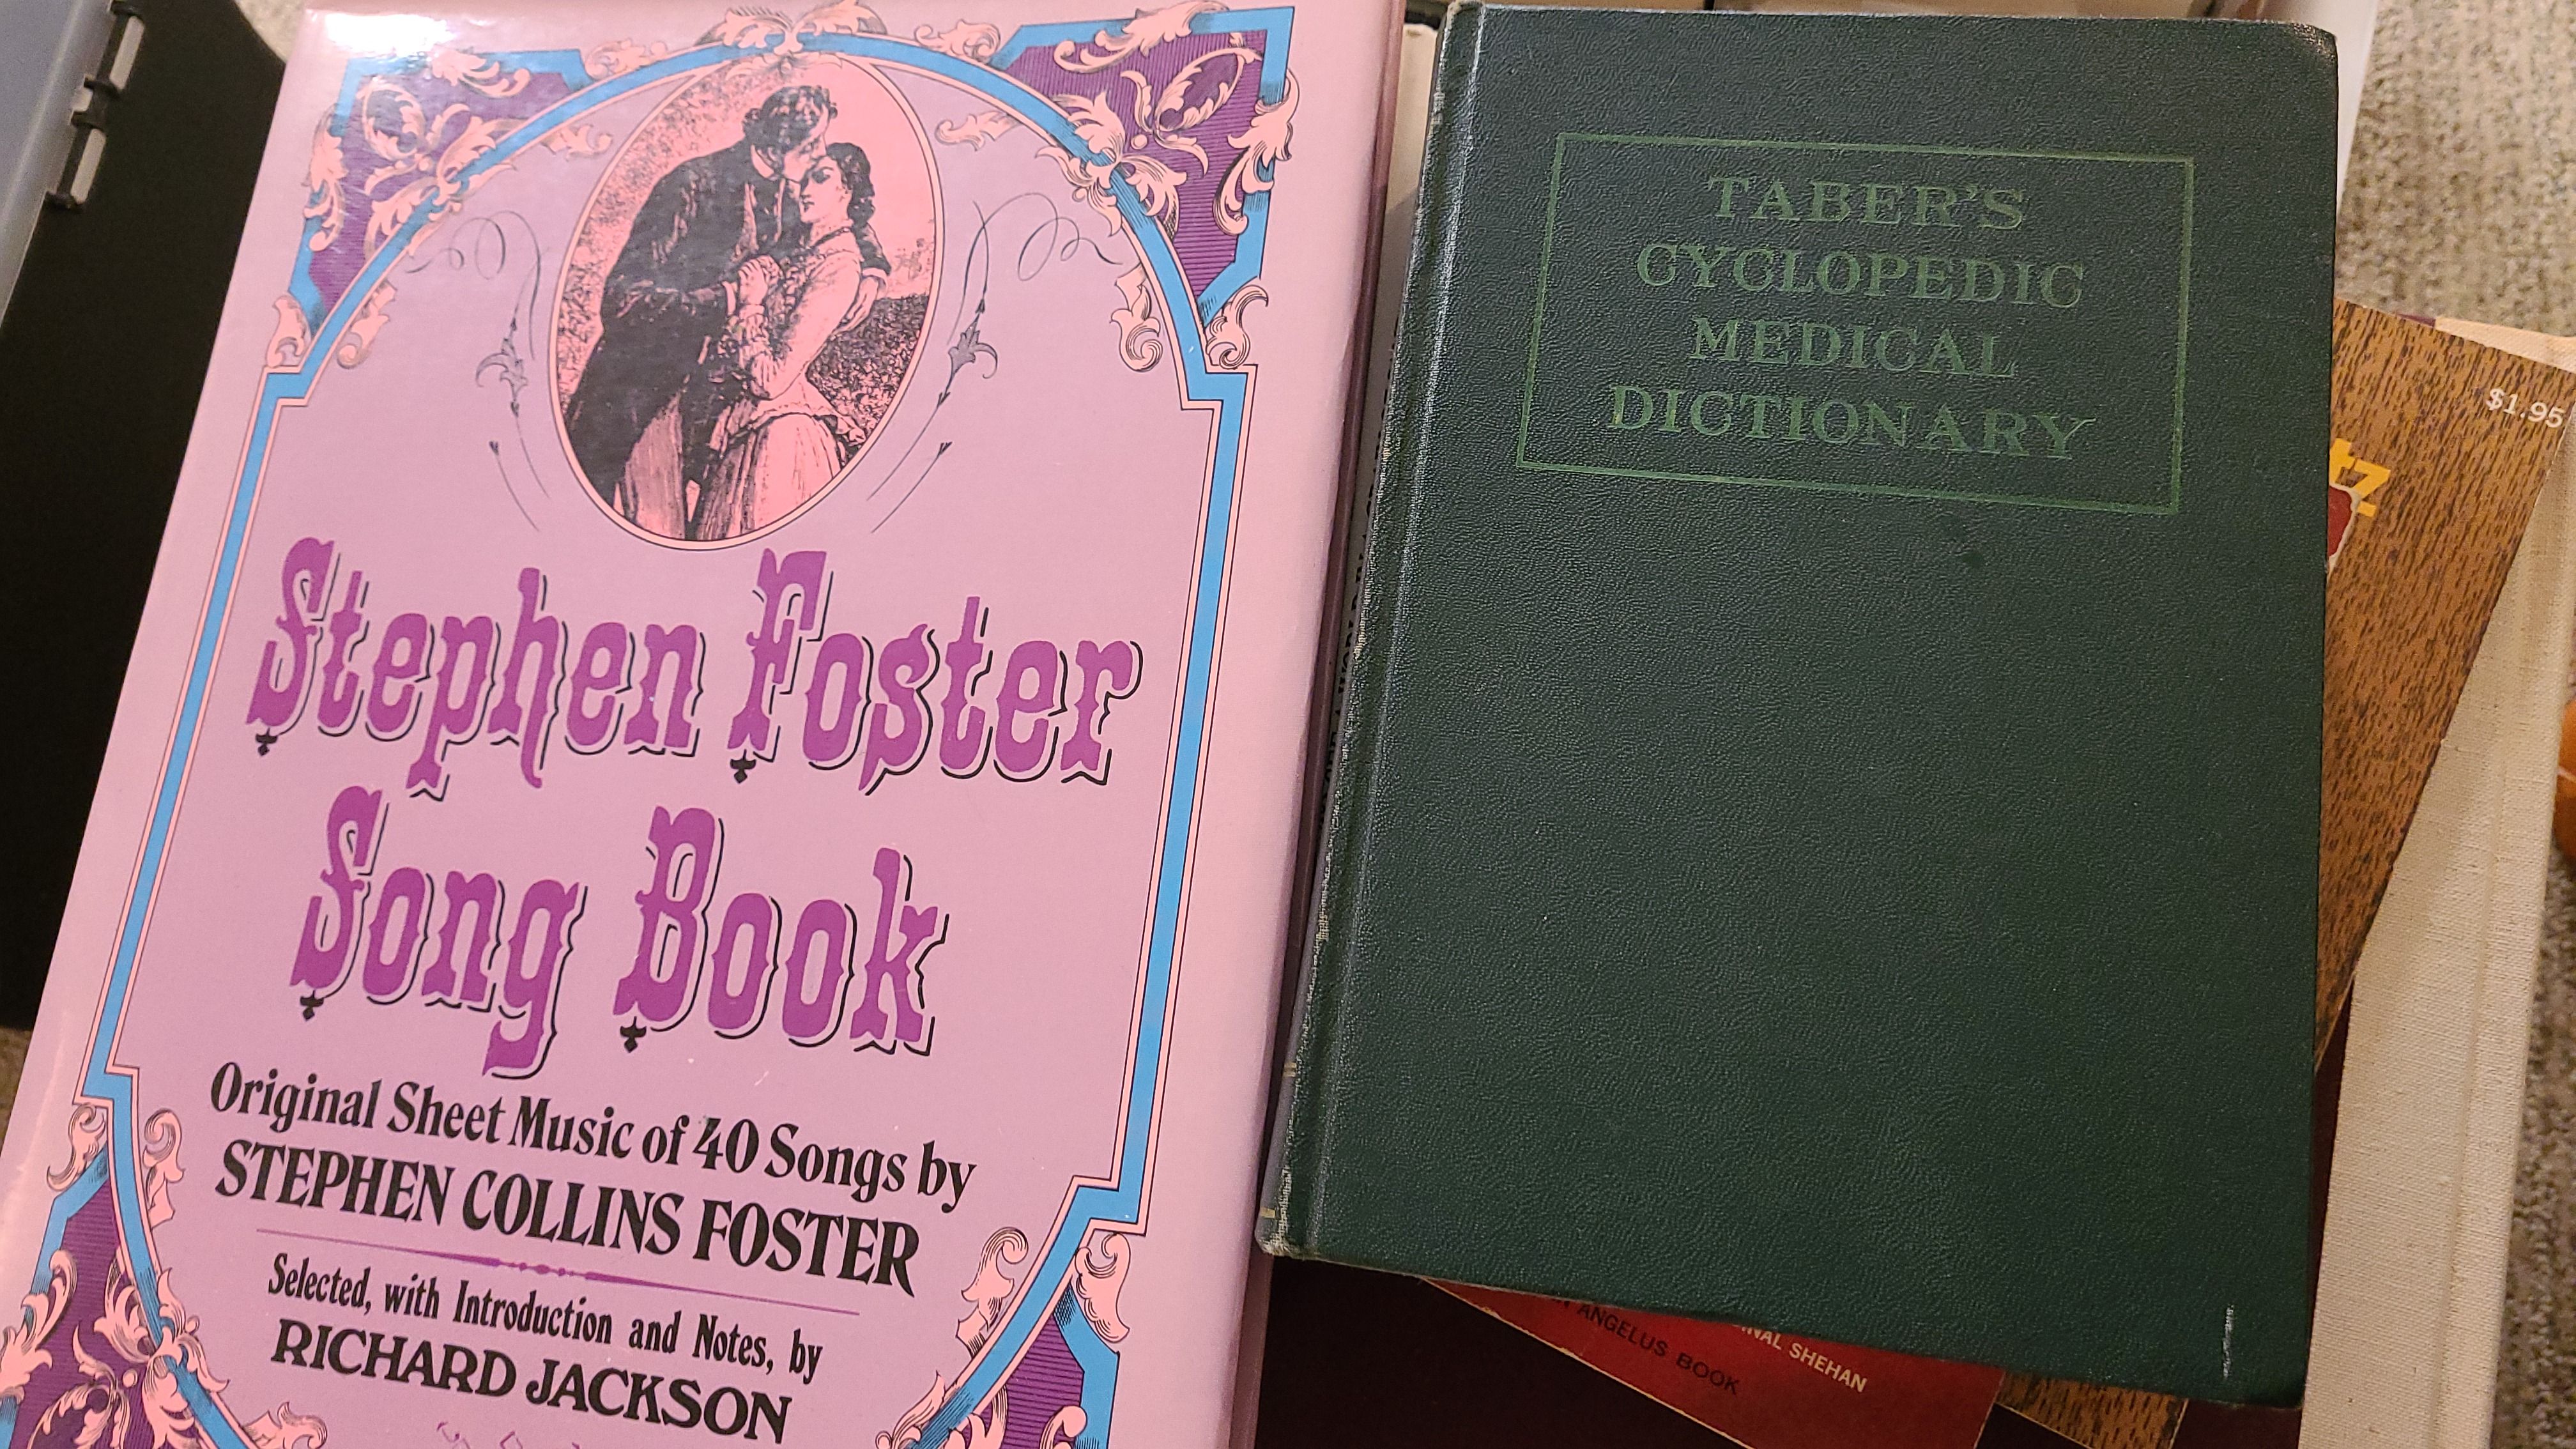 Stephen Foster
Song Book
Original Sheet Music of 40 Songs by
STEPHEN COLLINS FOSTER
Selected, with Introduction and Notes, by
RICHARD JACKSON
TABER'S
CYCLOPEDIC
MEDICAL
DICTIONARY
$1.95
tz
SHEHAN
ANGELUS BOOK